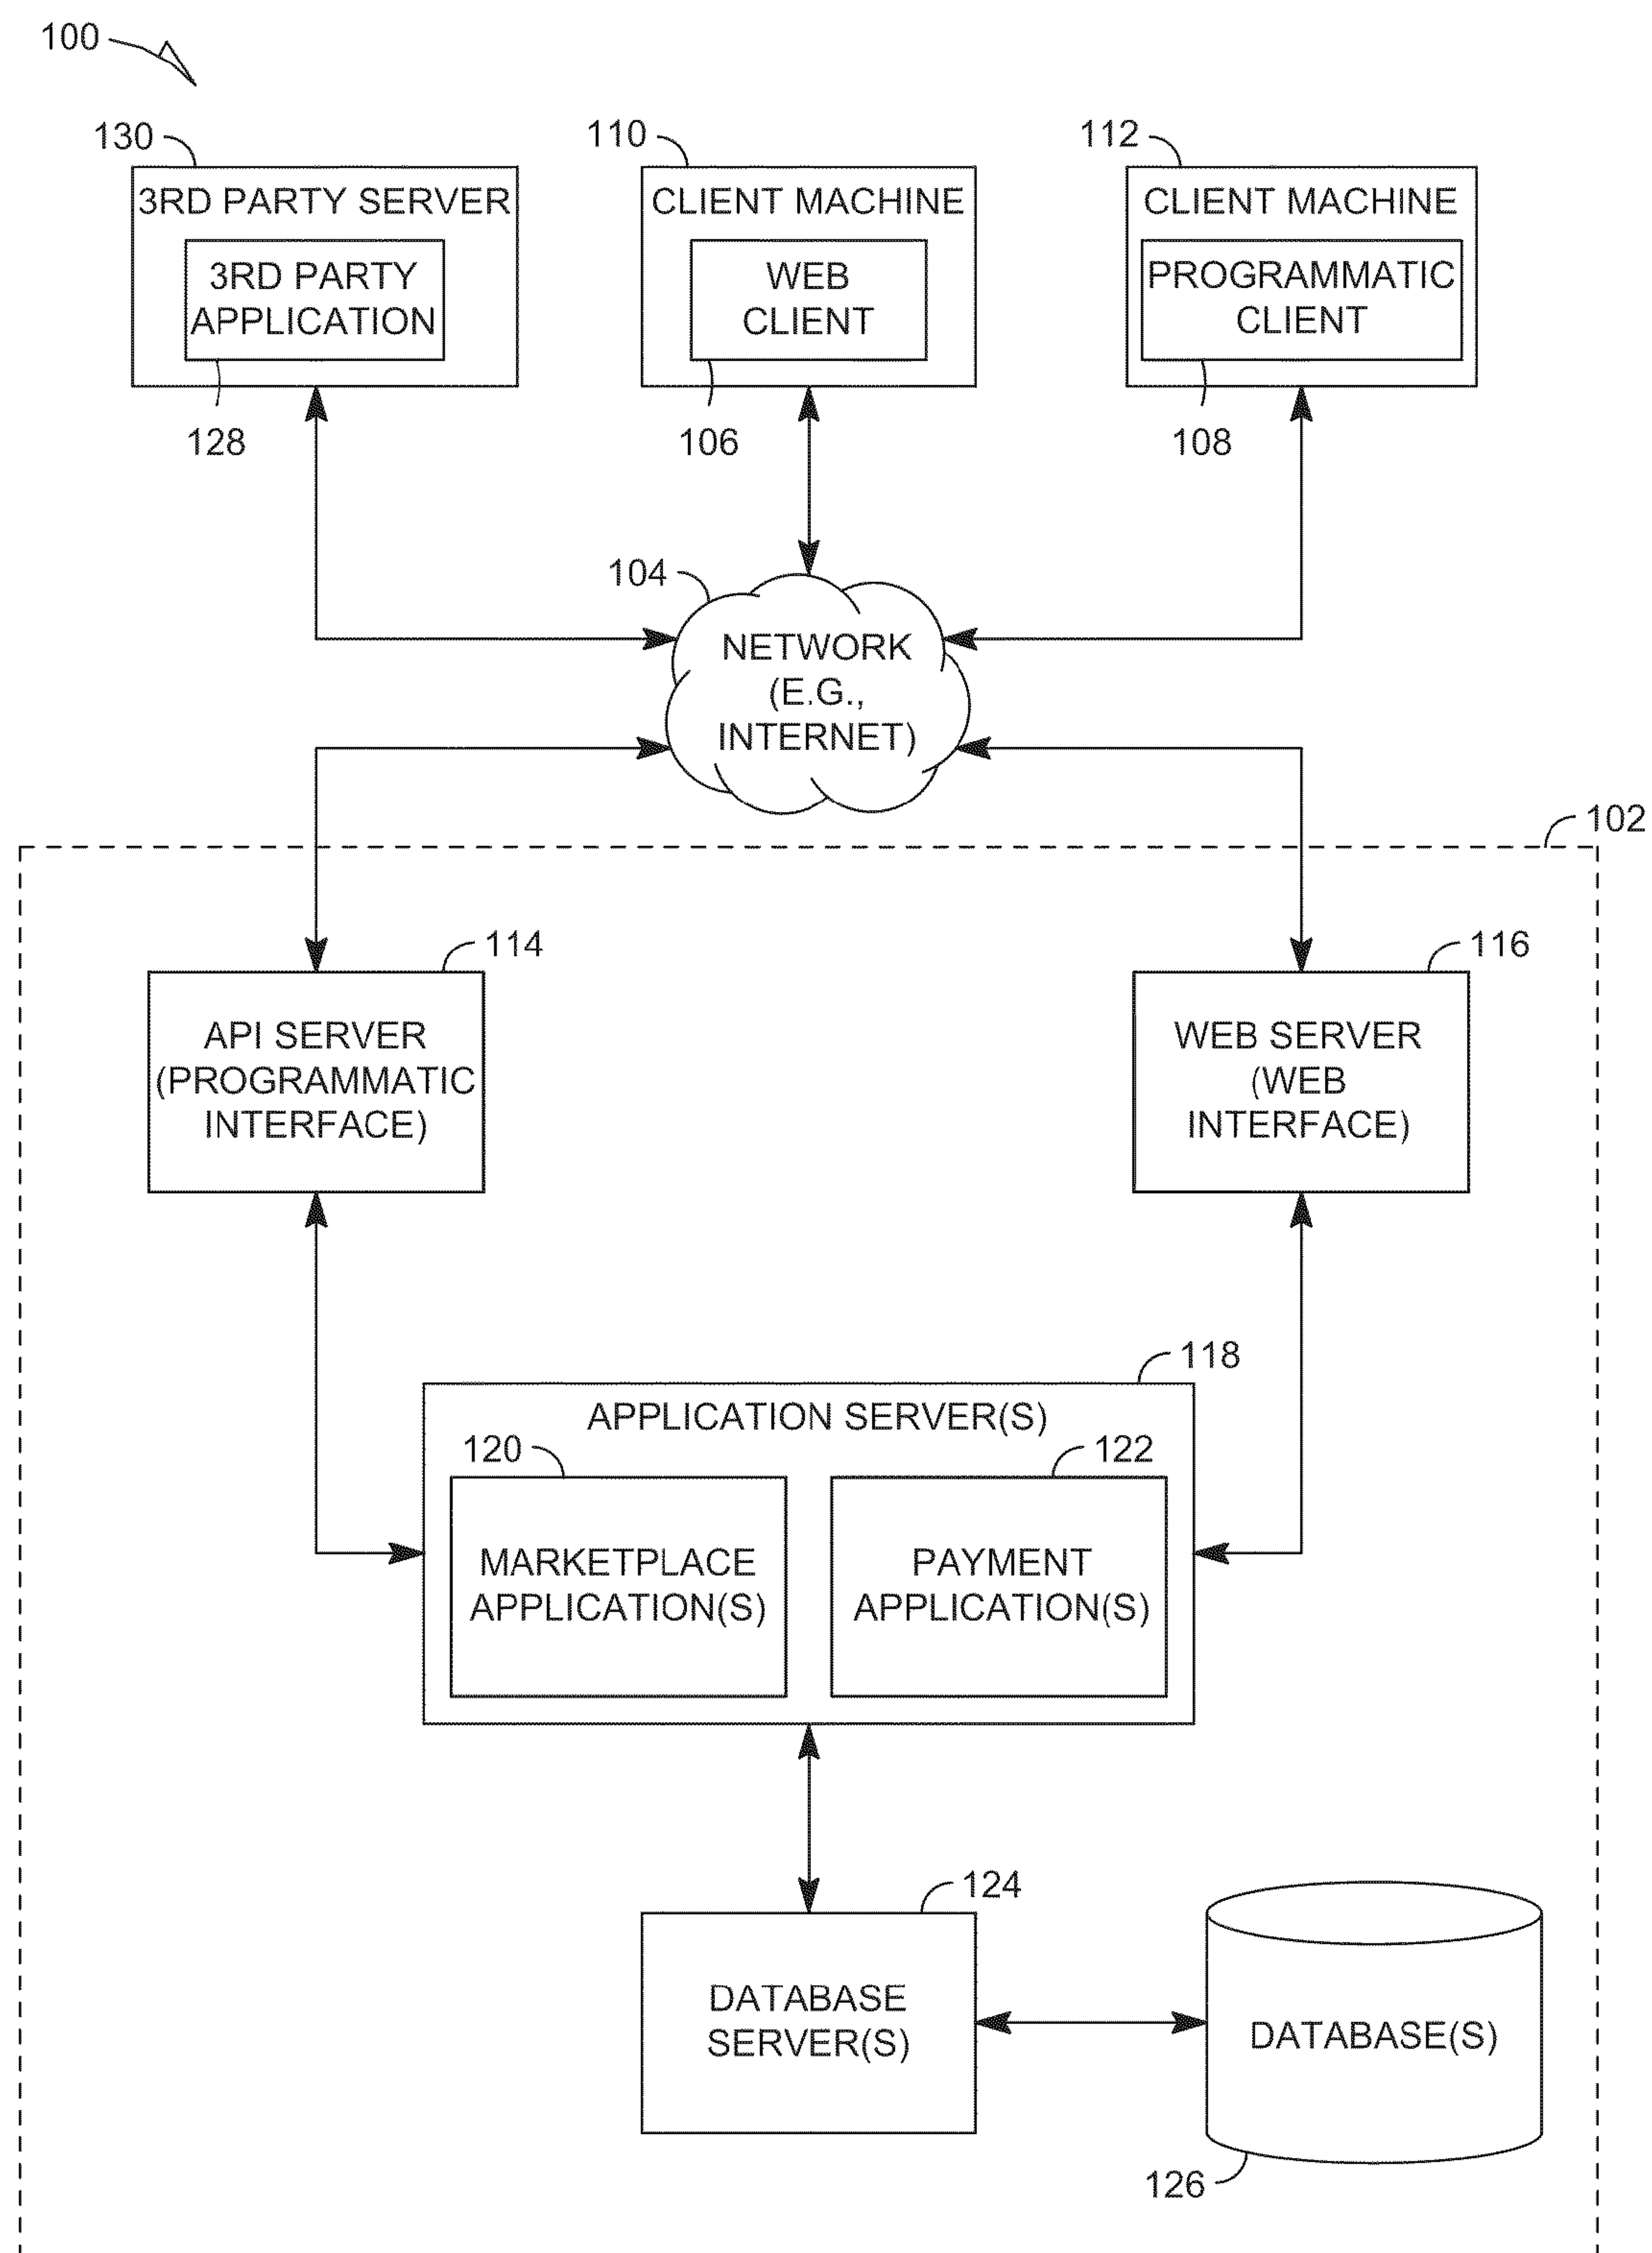 100
130
110
112
3RD PARTY SERVER
CLIENT MACHINE
CLIENT MACHINE
3RD PARTY
APPLICATION
WEB
CLIENT
PROGRAMMATIC
CLIENT
128
106
108
104
NETWORK
(E.G.,
INTERNET)
102
114
116
API SERVER
(PROGRAMMATIC
INTERFACE)
WEB SERVER
(WEB
INTERFACE)
118
APPLICATION SERVER(S)
120
122
MARKETPLACE
APPLICATION(S)
PAYMENT
APPLICATION(S)
124
DATABASE
SERVER(S)
DATABASE(S)
126